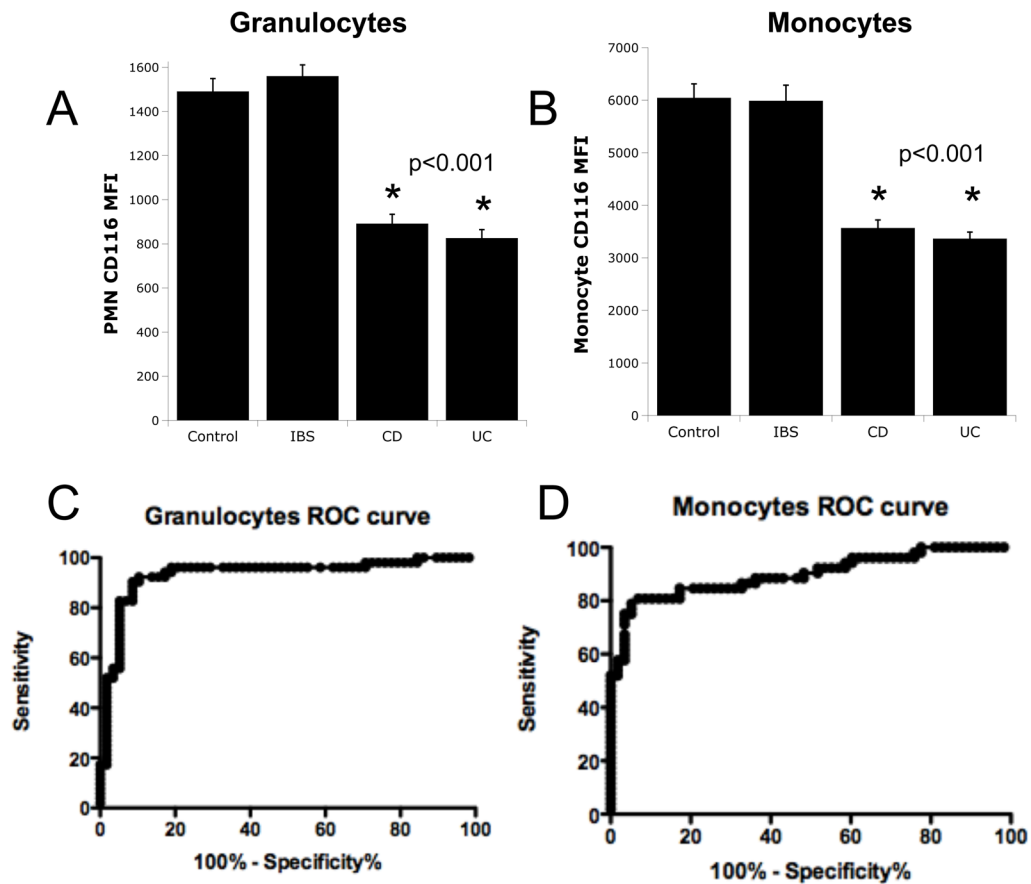 Granulocytes
A
PMN CD116 MFI
1600
1400
1200
1000
800
600
400
200
0
p<0.001
* *
Control IBS CD UC
Monocytes
B
Monocyte CD116 MFI
7000
6000
5000
4000
3000
2000
1000
0
p<0.001
* *
Control IBS CD UC
C
Granulocytes ROC curve
Sensitivity
100
80
60
40
20
0
0 20 40 60 80 100
100% - Specificity%
D
Monocytes ROC curve
Sensitivity
100
80
60
40
20
0
0 20 40 60 80 100
100% - Specificity%